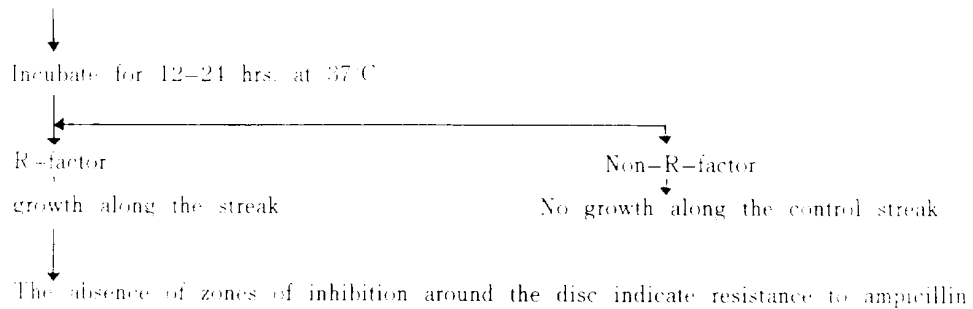 Incubate for 12–24 hrs. at 37°C
R–factor
Non–R–factor
growth along the streak
No growth along the control streak
The absence of zones of inhibition around the disc indicate resistance to ampicillin